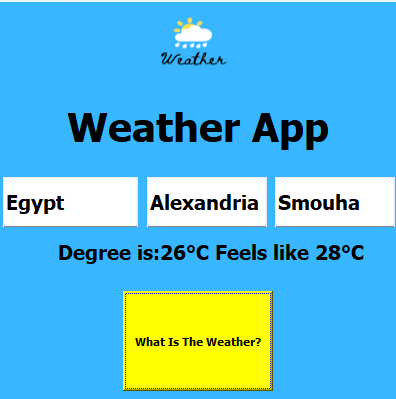 Weather
Weather App
Egypt Alexandria Smouha
Degree is:26°C Feels like 28°C
What Is The Weather?